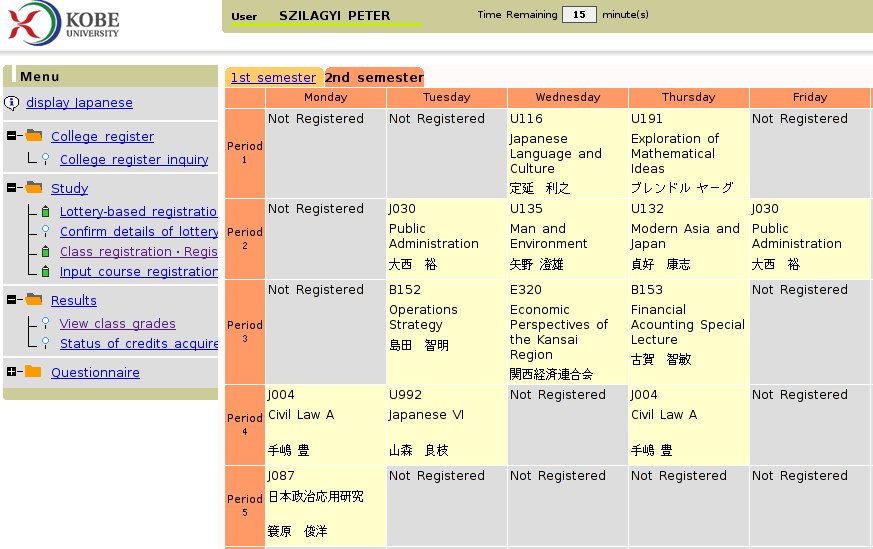 KOBE
UNIVERSITY
User SZILAGYI PETER
Time Remaining 15 minute(s)
Menu
display Japanese
College register
College register inquiry
Study
Lottery-based registratio
Confirm details of lottery
Class registration・Regis
Input course registration
Results
View class grades
Status of credits acquire
Questionnaire
1st semester 2nd semester
Monday Tuesday Wednesday Thursday Friday
Period
1
Not Registered
Not Registered
U116
Japanese
Language and
Culture
定延 利之
U191
Exploration of
Mathematical
Ideas
ブレンドル ヤーグ
Not Registered
Period
2
Not Registered
J030
Public
Administration
大西 裕
U135
Man and
Environment
矢野 澄雄
U132
Modern Asia and
Japan
貞好 康志
J030
Public
Administration
大西 裕
Period
3
Not Registered
B152
Operations
Strategy
島田 智明
E320
Economic
Perspectives of
the Kansai
Region
関西経済連合会
B153
Financial
Acounting Special
Lecture
古賀 智敏
Not Registered
Period
4
J004
Civil Law A
手嶋 豊
U992
Japanese Ⅵ
山森 良枝
Not Registered
J004
Civil Law A
手嶋 豊
Not Registered
Period
5
J087
日本政治応用研究
簑原 俊洋
Not Registered
Not Registered
Not Registered
Not Registered